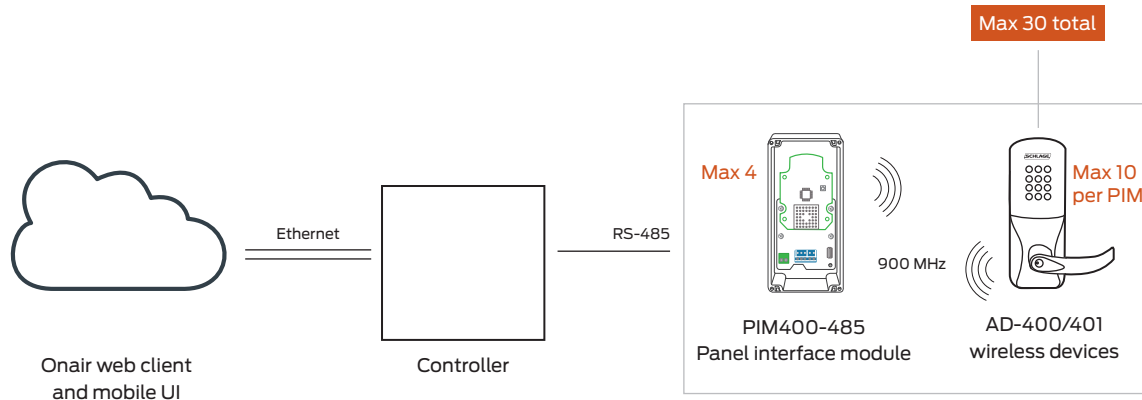 Max 30 total
Max 4
SCHLAGE
Max 10
per PIM
Ethernet
RS-485
900 MHz
PIM400-485
Panel interface module
AD-400/401
wireless devices
Onair web client
and mobile UI
Controller